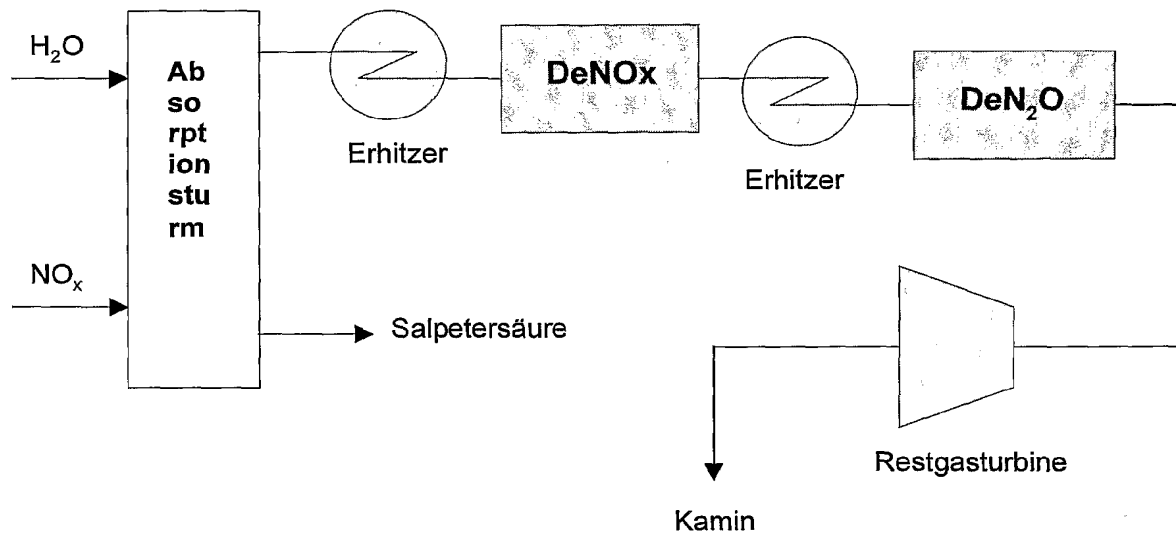 H₂O
Ab
so
rpt
ion
stu
rm
NOₓ
Salpetersäure
Erhitzer
DeNOx
Erhitzer
DeN₂O
Restgasturbine
Kamin